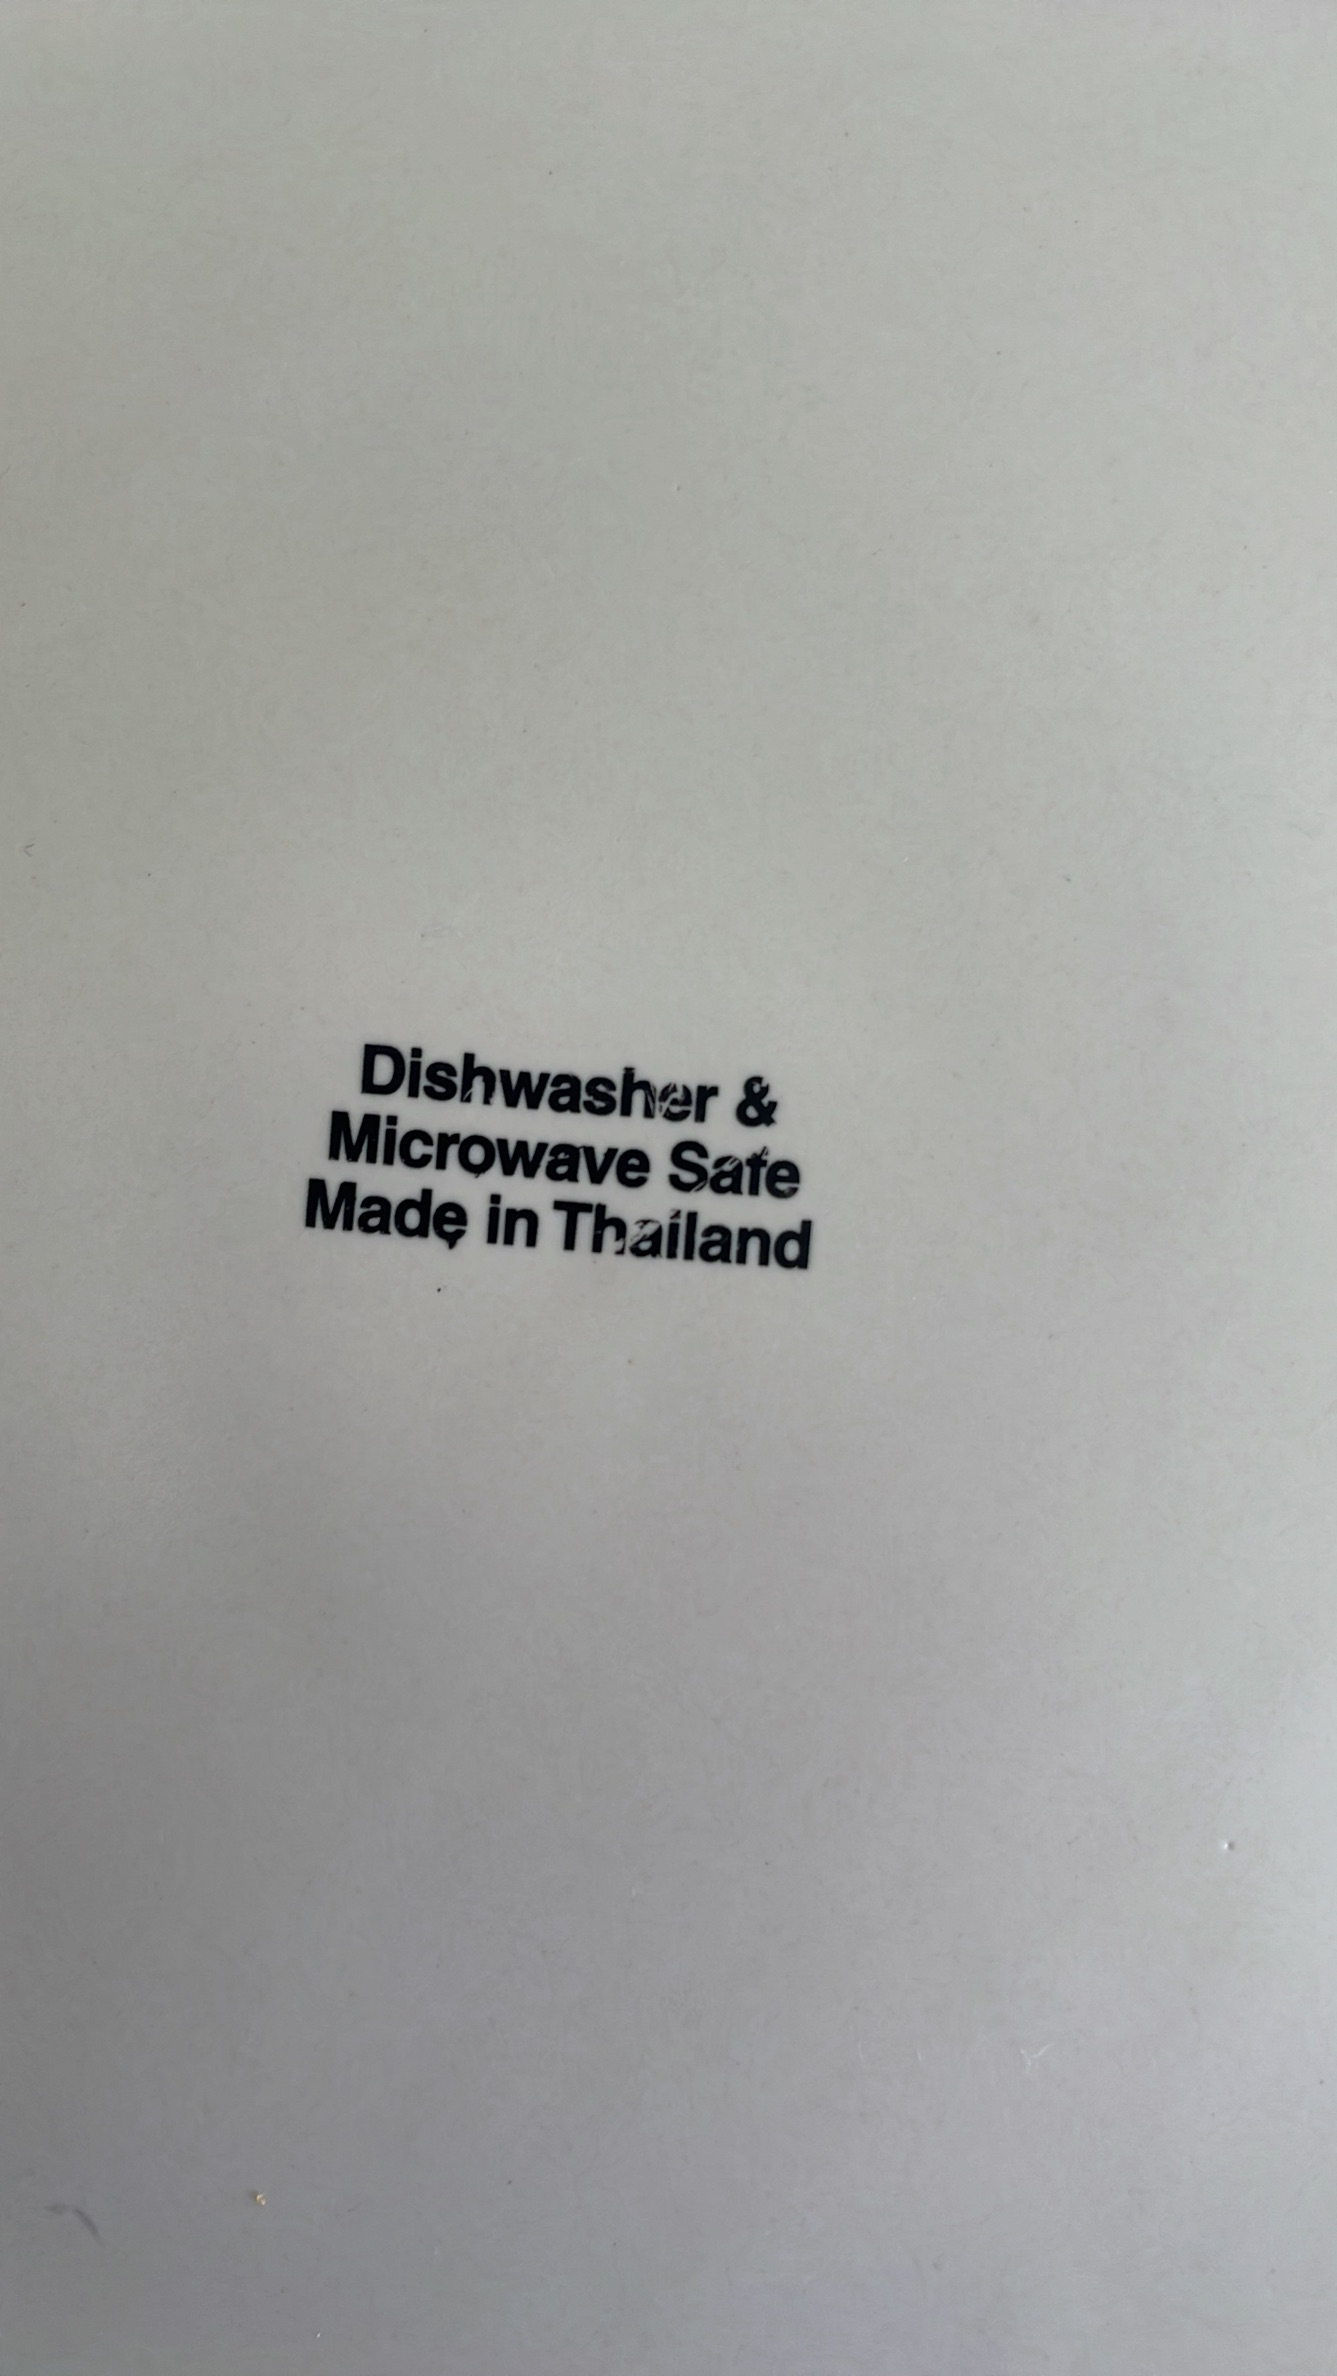 Dishwasher &
Microwave Safe
Made in Thailand